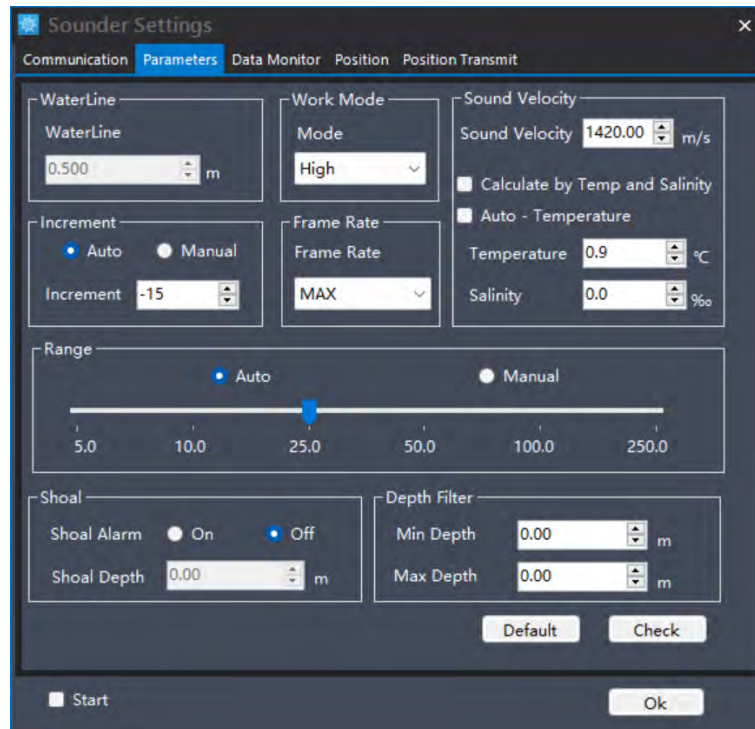 Sounder Settings
Communication Parameters Data Monitor Position Position Transmit
WaterLine
WaterLine
0.500 m
Work Mode
Mode
High
Sound Velocity
Sound Velocity 1420.00 m/s
Calculate by Temp and Salinity
Auto - Temperature
Temperature 0.9 °C
Salinity 0.0 ‰
Increment
Auto Manual
Increment -15
Frame Rate
Frame Rate
MAX
Range
Auto Manual
5.0 10.0 25.0 50.0 100.0 250.0
Shoal
Shoal Alarm On Off
Shoal Depth 0.00 m
Depth Filter
Min Depth 0.00 m
Max Depth 0.00 m
Default Check
Start Ok